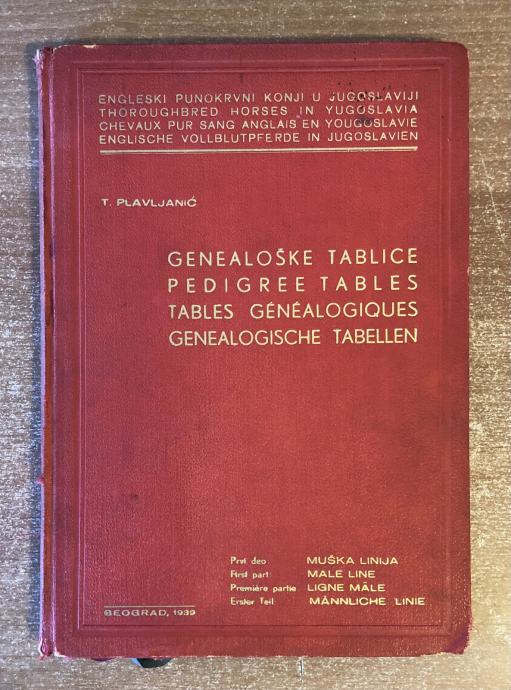 ENGLESKI PUNOKRVNI KONJI U JUGOSLAVIJI
THOROUGHBRED HORSES IN YUGOSLAVIA
CHEVAUX PUR SANG ANGLAIS EN YOUGOSLAVIE
ENGLISCHE VOLLBLUTPFERDE IN JUGOSLAVIEN
T. PLAVLJANIĆ
GENEALOŠKE TABLICE
PEDIGREE TABLES
TABLES GÉNÉALOGIQUES
GENEALOGISCHE TABELLEN
Prvi deo MUŠKA LINIJA
First part: MALE LINE
Première partie LIGNE MÂLE
Erster Teil: MÄNNLICHE LINIE
BEOGRAD, 1939